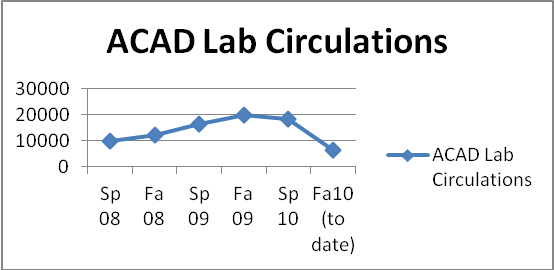 ACAD Lab Circulations
30000
20000
10000
0
Sp 08
Fa 08
Sp 09
Fa 09
Sp 10
Fa10 (to date)
ACAD Lab
Circulations